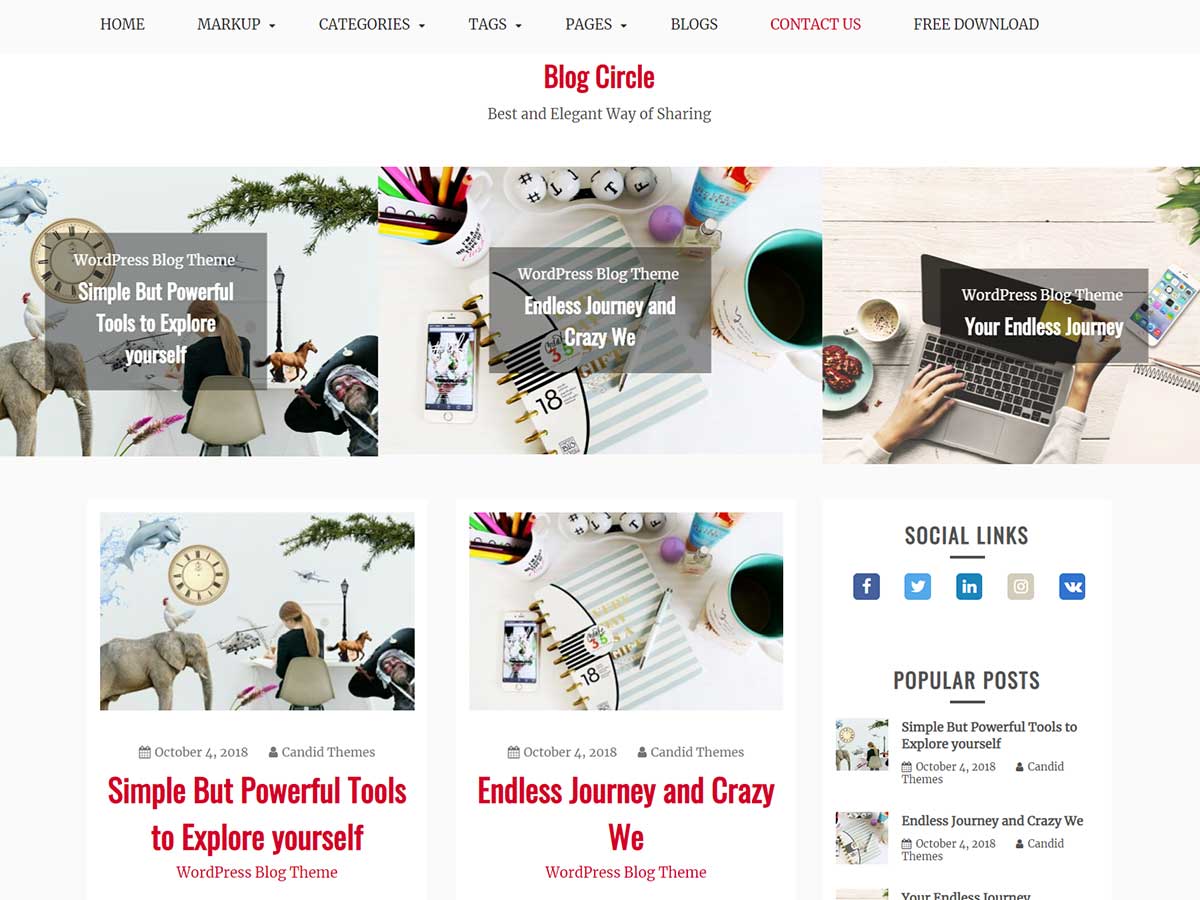 HOME MARKUP CATEGORIES TAGS PAGES BLOGS CONTACT US FREE DOWNLOAD
Blog Circle
Best and Elegant Way of Sharing
WordPress Blog Theme
Simple But Powerful
Tools to Explore
yourself
WordPress Blog Theme
Endless Journey and
Crazy We
18
WordPress Blog Theme
Your Endless Journey
October 4, 2018 Candid Themes
Simple But Powerful Tools
to Explore yourself
WordPress Blog Theme
18
October 4, 2018 Candid Themes
Endless Journey and Crazy
We
WordPress Blog Theme
SOCIAL LINKS
POPULAR POSTS
Simple But Powerful Tools to
Explore yourself
October 4, 2018 Candid
Themes
Endless Journey and Crazy We
October 4, 2018 Candid
Themes
Your Endless Journey